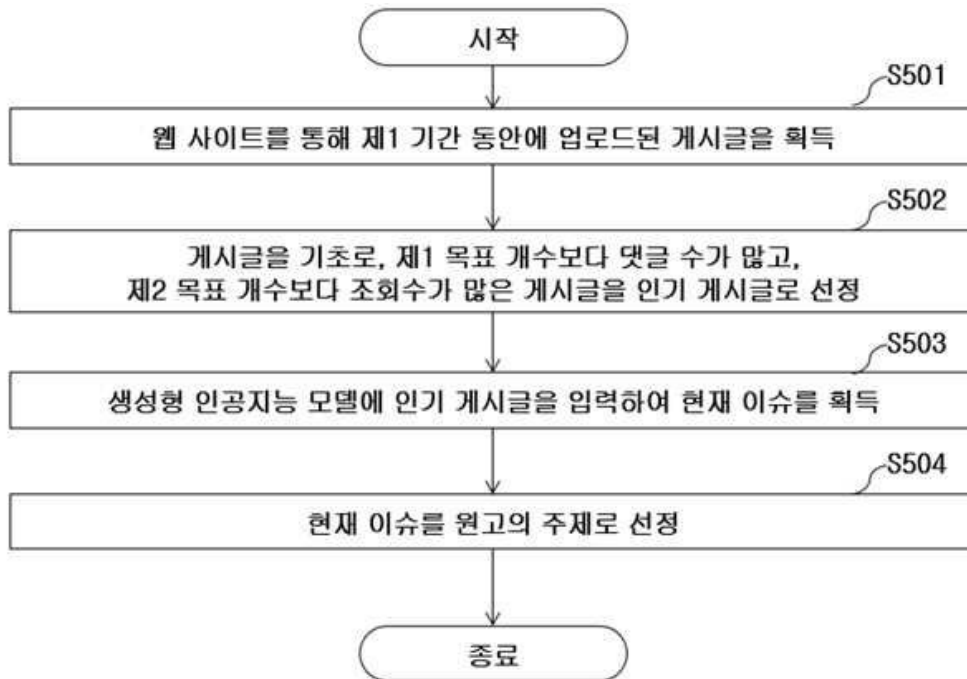 시작
S501
웹 사이트를 통해 제1 기간 동안에 업로드된 게시글을 획득
S502
게시글을 기초로, 제1 목표 개수보다 댓글 수가 많고,
제2 목표 개수보다 조회수가 많은 게시글을 인기 게시글로 선정
S503
생성형 인공지능 모델에 인기 게시글을 입력하여 현재 이슈를 획득
S504
현재 이슈를 원고의 주제로 선정
종료